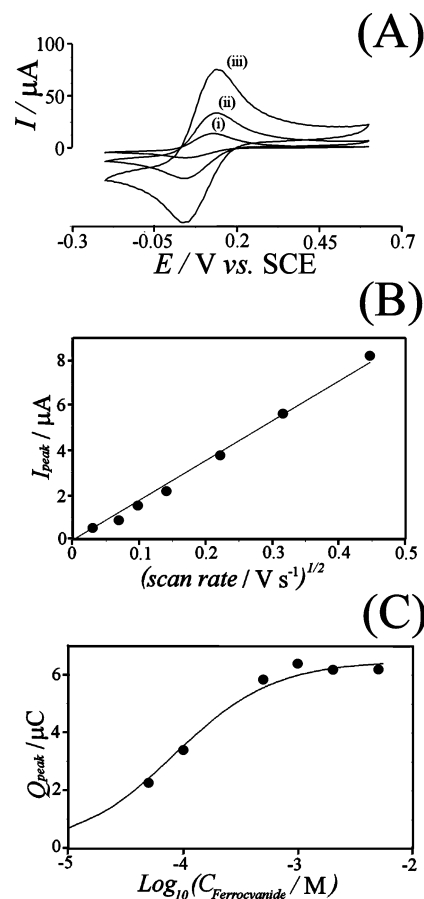 (A)
100
50
0
I / μA
(iii)
(ii)
(i)
-0.3 -0.05 0.2 0.45 0.7
E / V vs. SCE
(B)
8
6
4
2
0
I_peak / μA
0 0.1 0.2 0.3 0.4 0.5
(scan rate / V s⁻¹)^1/2
(C)
6
4
2
0
Q_peak / μC
-5 -4 -3 -2
Log₁₀(C_Ferrocyanide / M)